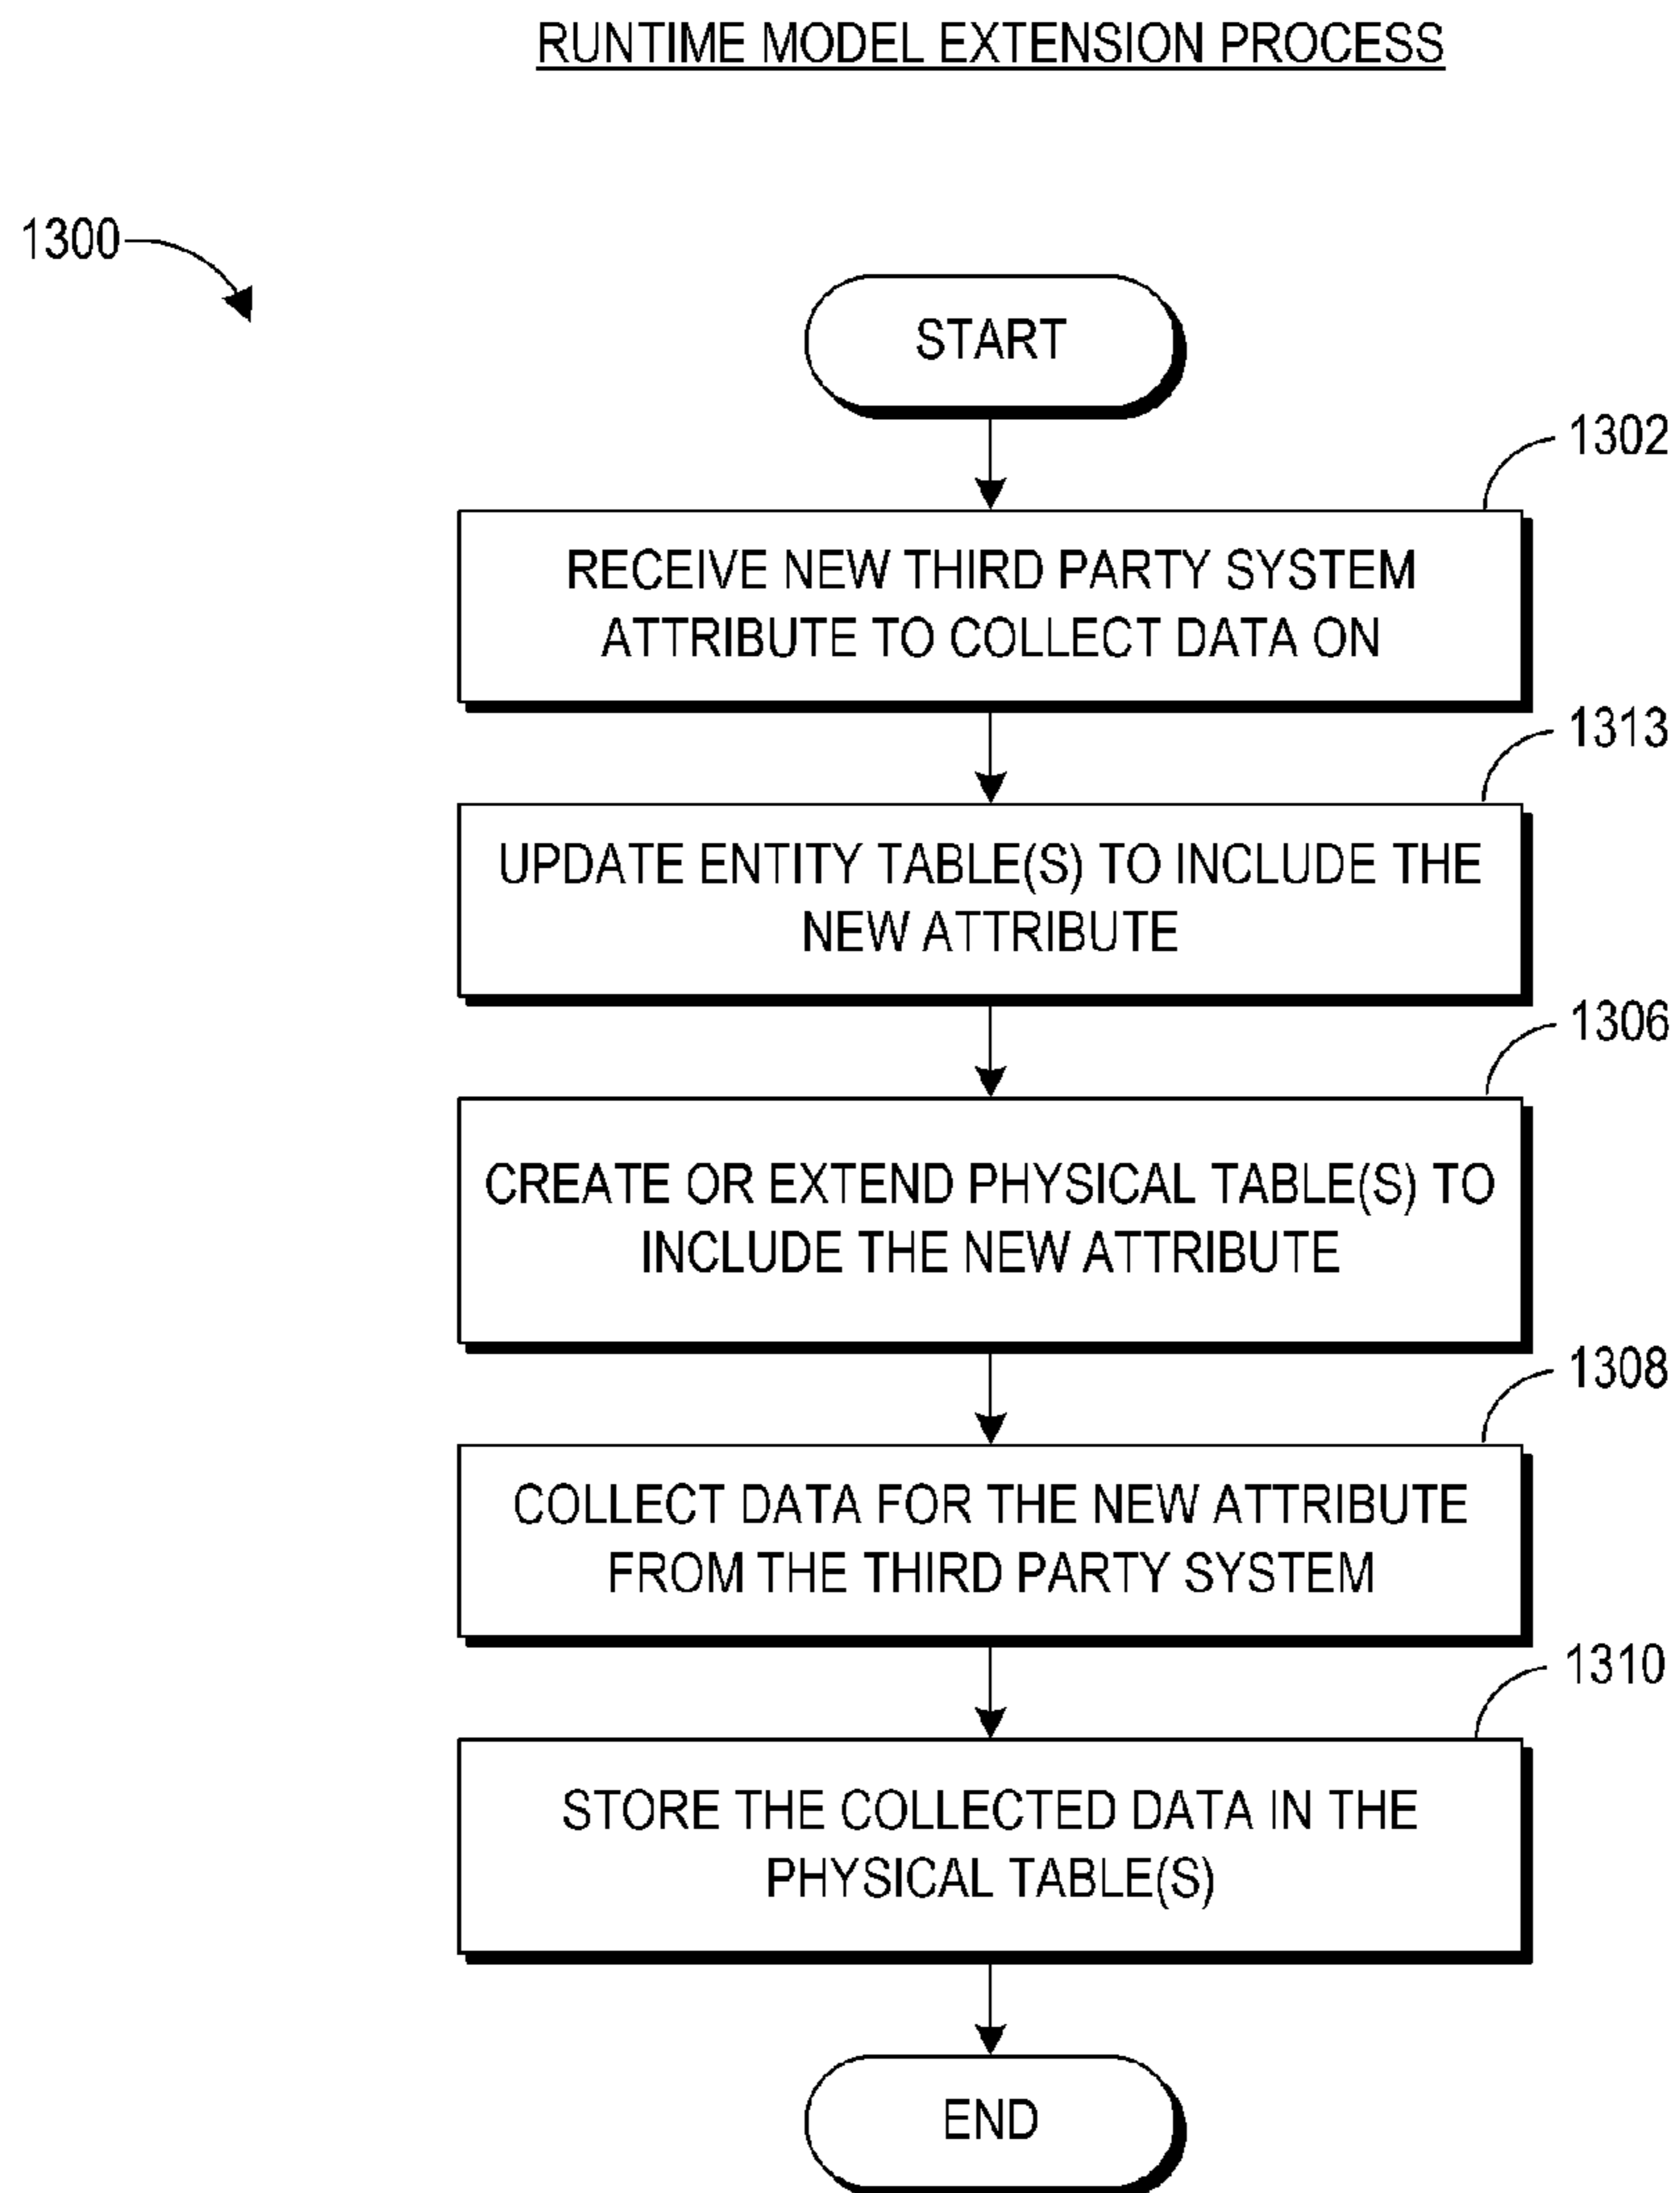 RUNTIME MODEL EXTENSION PROCESS
1300
START
1302
RECEIVE NEW THIRD PARTY SYSTEM
ATTRIBUTE TO COLLECT DATA ON
1313
UPDATE ENTITY TABLE(S) TO INCLUDE THE
NEW ATTRIBUTE
1306
CREATE OR EXTEND PHYSICAL TABLE(S) TO
INCLUDE THE NEW ATTRIBUTE
1308
COLLECT DATA FOR THE NEW ATTRIBUTE
FROM THE THIRD PARTY SYSTEM
1310
STORE THE COLLECTED DATA IN THE
PHYSICAL TABLE(S)
END